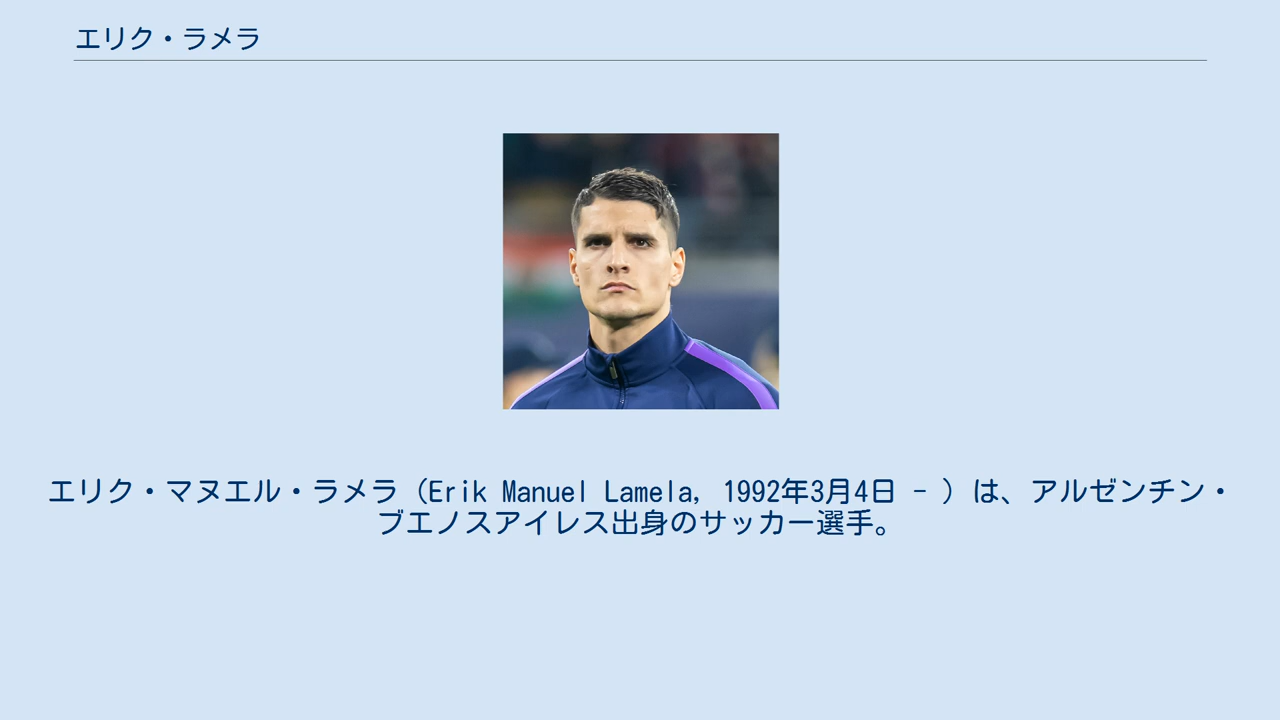 エリク・ラメラ
エリク・マヌエル・ラメラ（Erik Manuel Lamela, 1992年3月4日 - ）は、アルゼンチン・
ブエノスアイレス出身のサッカー選手。